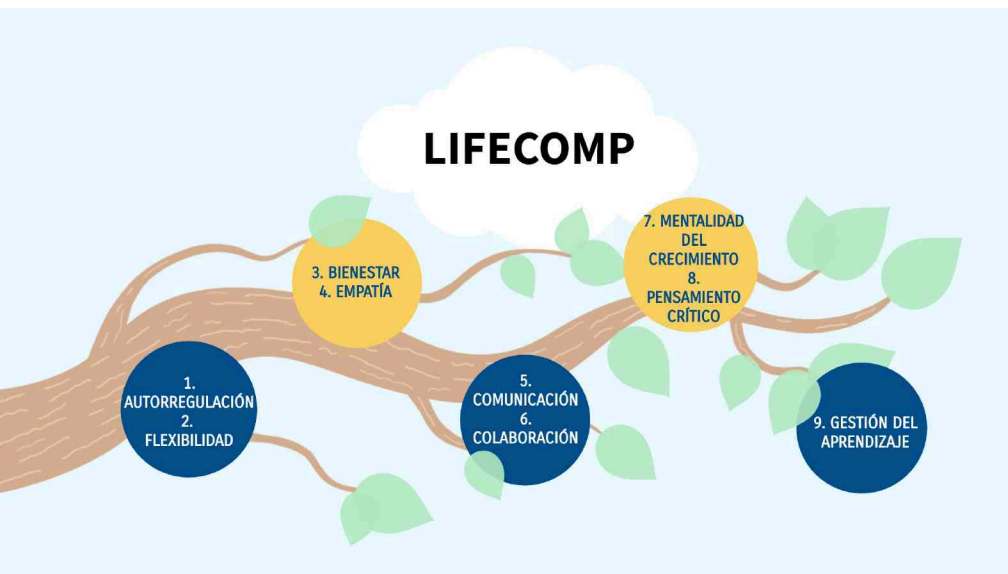 LIFECOMP
1.
AUTORREGULACIÓN
2.
FLEXIBILIDAD
3. BIENESTAR
4. EMPATÍA
5.
COMUNICACIÓN
6.
COLABORACIÓN
7. MENTALIDAD
DEL
CRECIMIENTO
8.
PENSAMIENTO
CRÍTICO
9. GESTIÓN DEL
APRENDIZAJE